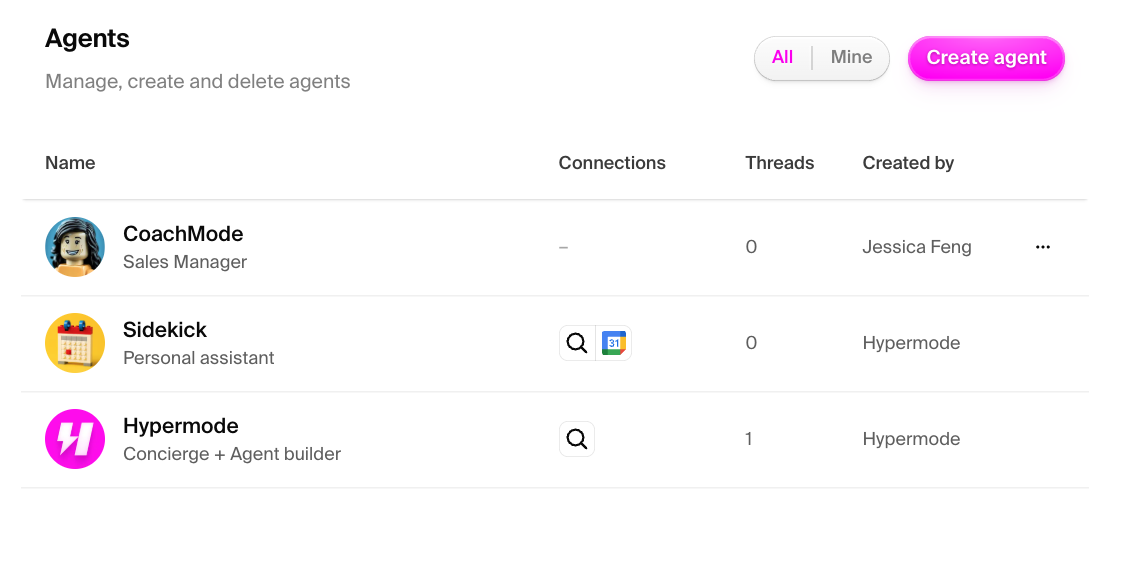 Agents
All
Mine
Create agent
Manage, create and delete agents
Name
Connections
Threads
Created by
CoachMode
Sales Manager
–
0
Jessica Feng
Sidekick
Personal assistant
31
0
Hypermode
Hypermode
Concierge + Agent builder
1
Hypermode